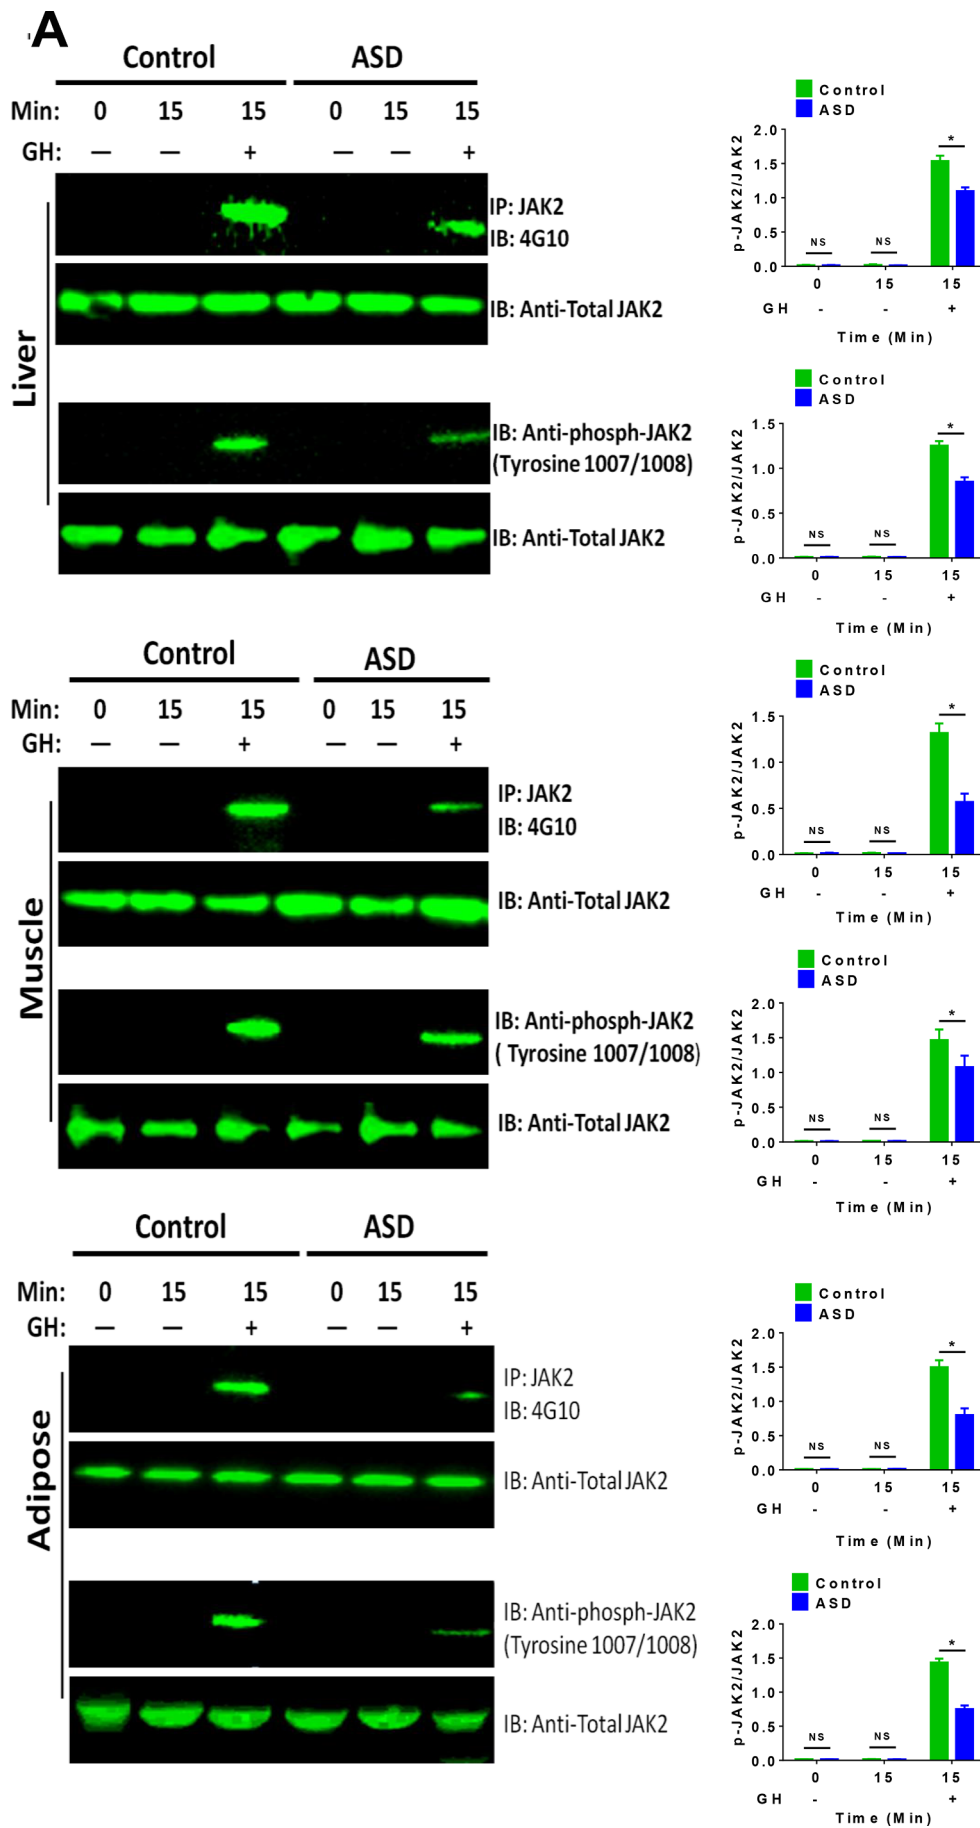 A
Control ASD
Min: 0 15 15 0 15 15
GH: — — + — — +
Liver
IP: JAK2
IB: 4G10
IB: Anti-Total JAK2
IB: Anti-phosph-JAK2
(Tyrosine 1007/1008)
IB: Anti-Total JAK2
Control
ASD
p-JAK2/JAK2
2.0
1.5
1.0
0.5
0.0
NS NS *
0 15 15
GH - - +
Time (Min)
Control
ASD
p-JAK2/JAK2
1.5
1.0
0.5
0.0
NS NS *
0 15 15
GH - - +
Time (Min)
Control ASD
Min: 0 15 15 0 15 15
GH: — — + — — +
Muscle
IP: JAK2
IB: 4G10
IB: Anti-Total JAK2
IB: Anti-phosph-JAK2
( Tyrosine 1007/1008)
IB: Anti-Total JAK2
Control
ASD
p-JAK2/JAK2
1.5
1.0
0.5
0.0
NS NS *
0 15 15
GH - - +
Time (Min)
Control
ASD
p-JAK2/JAK2
2.0
1.5
1.0
0.5
0.0
NS NS *
0 15 15
GH - - +
Time (Min)
Control ASD
Min: 0 15 15 0 15 15
GH: — — + — — +
Adipose
IP: JAK2
IB: 4G10
IB: Anti-Total JAK2
IB: Anti-phosph-JAK2
(Tyrosine 1007/1008)
IB: Anti-Total JAK2
Control
ASD
p-JAK2/JAK2
2.0
1.5
1.0
0.5
0.0
NS NS *
0 15 15
GH - - +
Time (Min)
Control
ASD
p-JAK2/JAK2
2.0
1.5
1.0
0.5
0.0
NS NS *
0 15 15
GH - +
Time (Min)